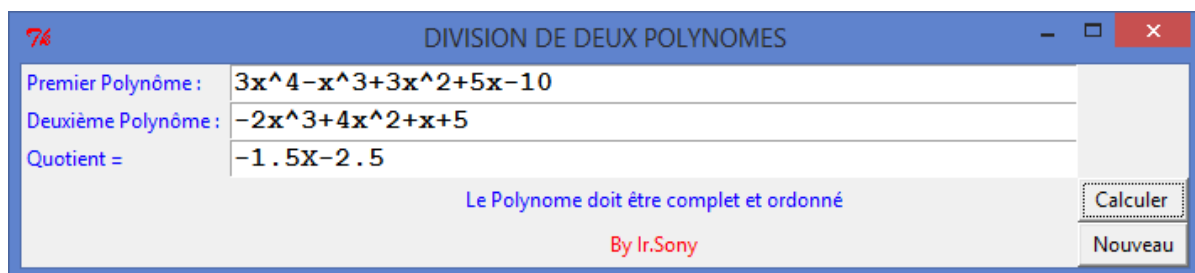 DIVISION DE DEUX POLYNOMES
Premier Polynôme : 3x^4-x^3+3x^2+5x-10
Deuxième Polynôme : -2x^3+4x^2+x+5
Quotient = -1.5X-2.5
Le Polynome doit être complet et ordonné Calculer
By Ir.Sony Nouveau